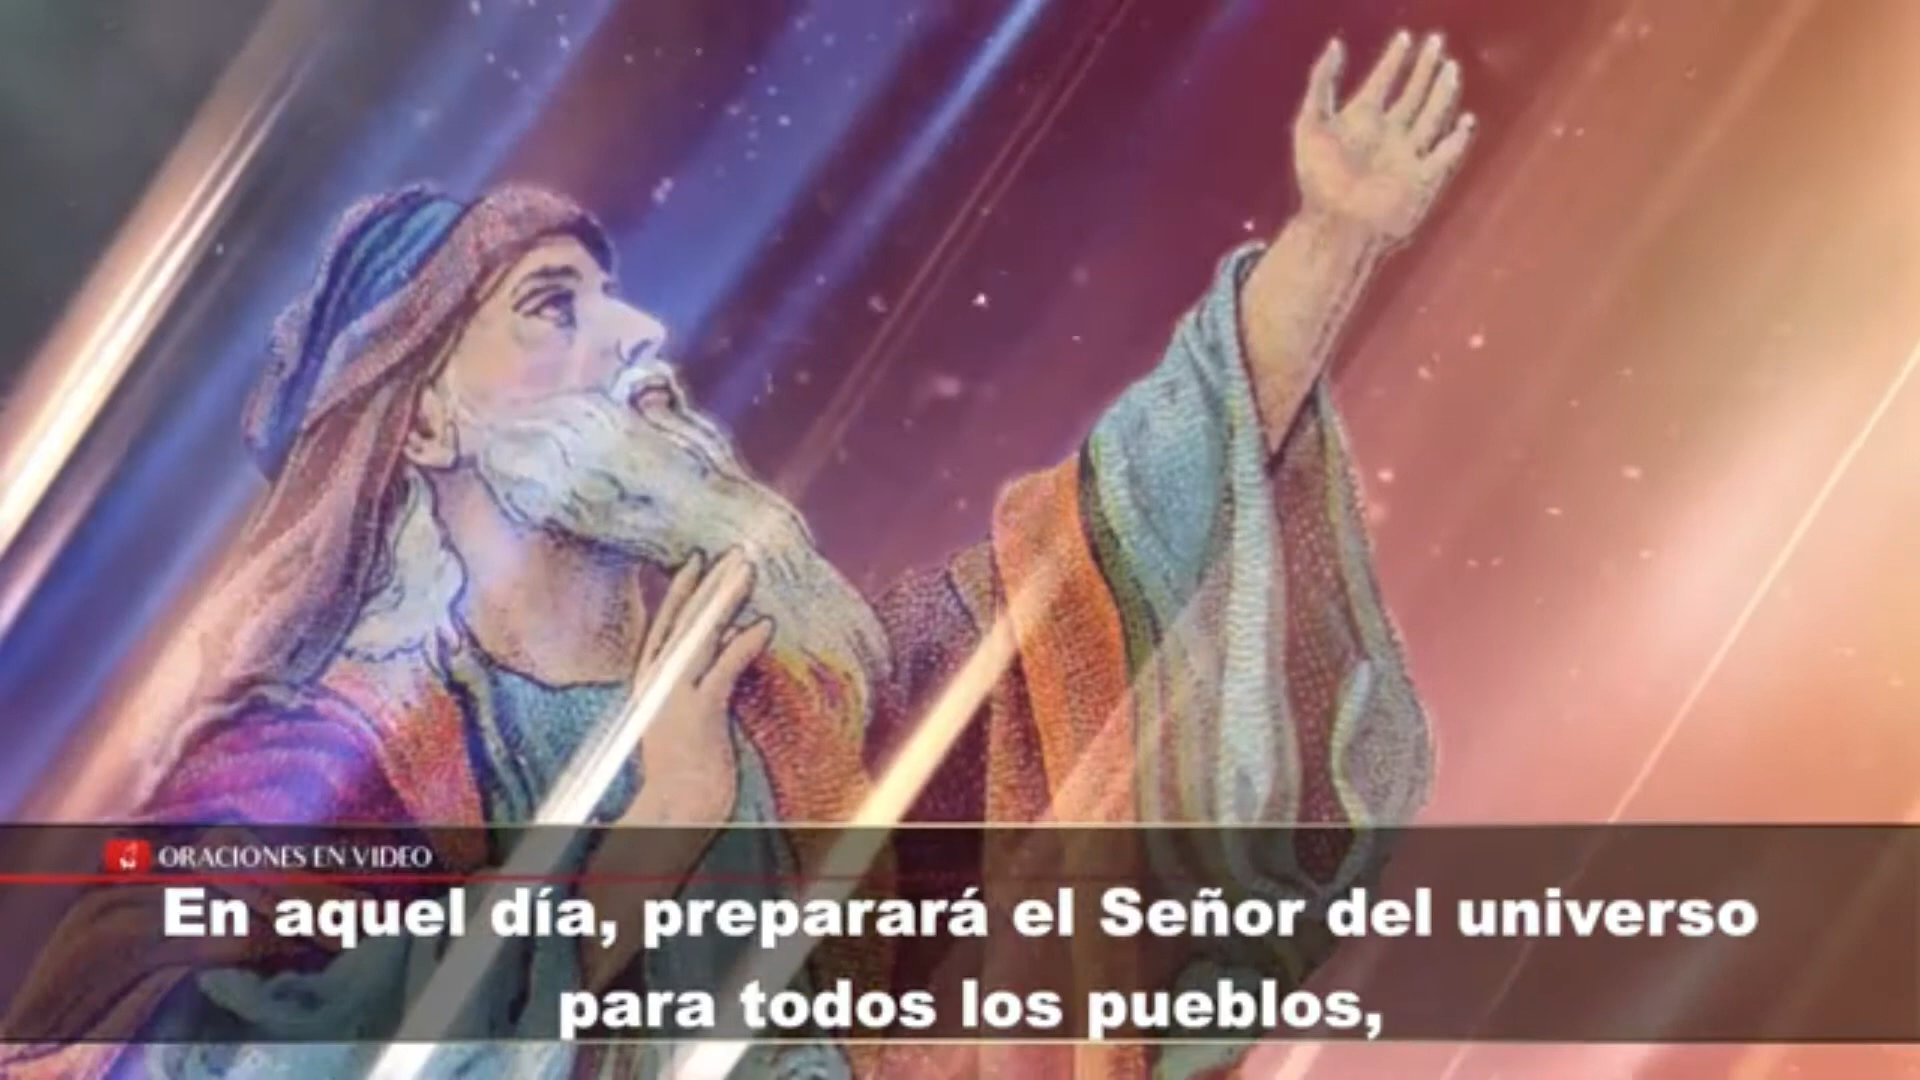 ORACIONES EN VIDEO
En aquel día, preparará el Señor del universo
para todos los pueblos,